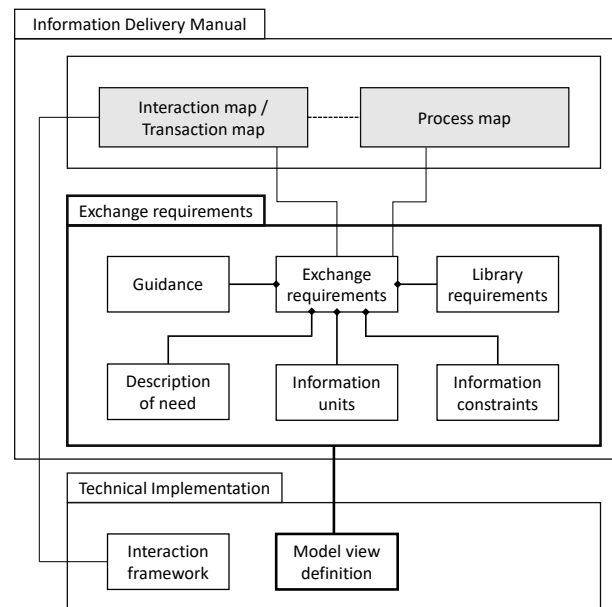 Information Delivery Manual
Interaction map /
Transaction map
Process map
Exchange requirements
Guidance
Exchange
requirements
Library
requirements
Description
of need
Information
units
Information
constraints
Technical Implementation
Interaction
framework
Model view
definition